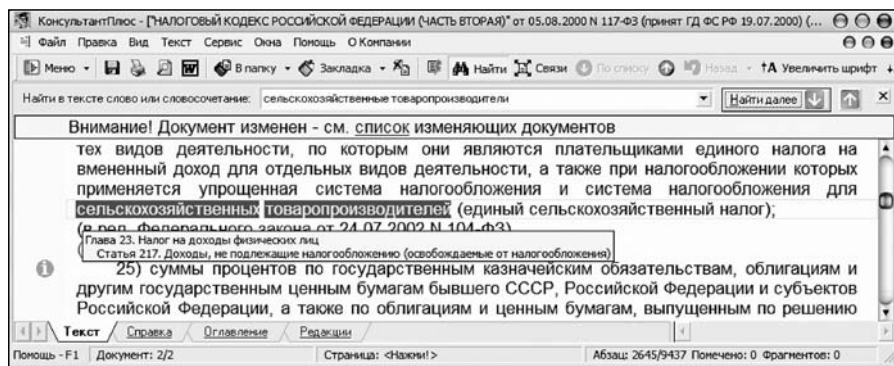 КонсультантПлюс - ["НАЛОГОВЫЙ КОДЕКС РОССИЙСКОЙ ФЕДЕРАЦИИ (ЧАСТЬ ВТОРАЯ)" от 05.08.2000 N 117-ФЗ (принят ГД ФС РФ 19.07.2000) (...
Файл Правка Вид Текст Сервис Окна Помощь О Компании
Меню В папку Закладка Найти Связи По списку Назад Увеличить шрифт
Найти в тексте слово или словосочетание: сельскохозяйственные товаропроизводители Найти далее
Внимание! Документ изменен - см. список изменяющих документов
тех видов деятельности, по которым они являются плательщиками единого налога на
вмененный доход для отдельных видов деятельности, а также при налогообложении которых
применяется упрощенная система налогообложения и система налогообложения для
сельскохозяйственных товаропроизводителей (единый сельскохозяйственный налог);
(в ред. Федерального закона от 24.07.2002 N 104-ФЗ)
Глава 23. Налог на доходы физических лиц
Статья 217. Доходы, не подлежащие налогообложению (освобождаемые от налогообложения)
25) суммы процентов по государственным казначейским обязательствам, облигациям и
другим государственным ценным бумагам бывшего СССР, Российской Федерации и субъектов
Российской Федерации, а также по облигациям и ценным бумагам, выпущенным по решению
Текст Справка Оглавление Редакции
Помощь - F1 Документ: 2/2 Страница: <Нажми!> Абзац: 2645/9437 Помечено: 0 Фрагментов: 0